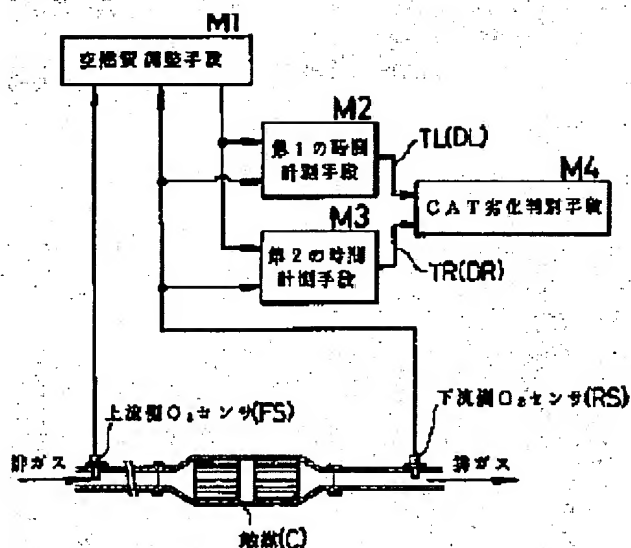 M1
空燃費調整手段
M2
第1の時間
計測手段
TL(DL)
M4
CAT劣化判別手段
M3
第2の時間
計測手段
TR(DR)
上流側O₂センサ(FS)
下流側O₂センサ(RS)
排ガス
排ガス
触媒(C)